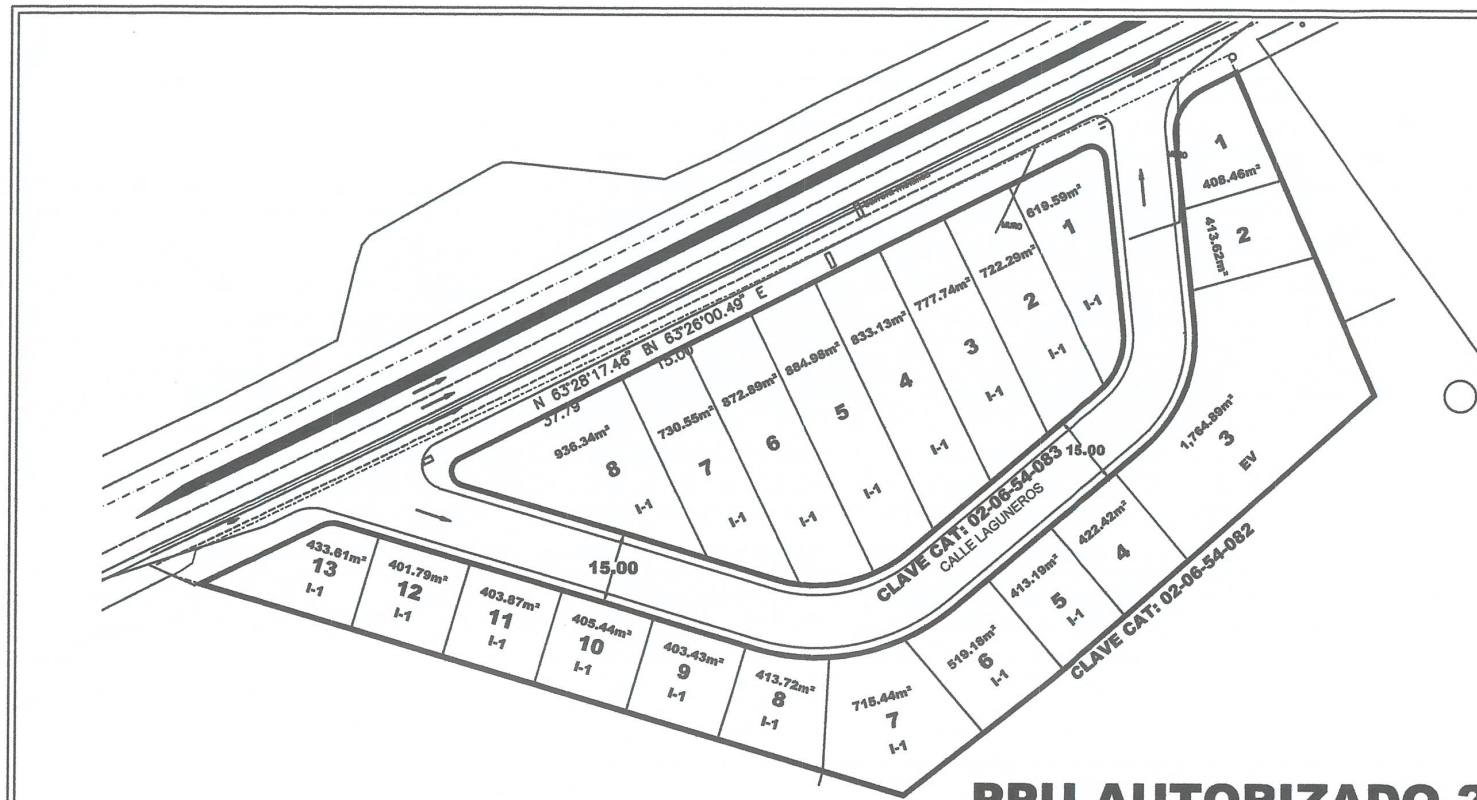 1
408.46m²
2
413.62m²
MURO
619.59m²
1
I-1
722.29m²
2
I-1
777.74m²
3
I-1
833.13m²
4
I-1
884.98m²
5
I-1
872.89m²
6
I-1
730.55m²
7
I-1
936.34m²
8
I-1
N 63°28'17.46" E
37.79
N 63°26'00.49" E
15.00
CLAVE CAT: 02-06-54-083
CALLE LAGUNEROS
15.00
15.00
1,764.89m²
3
EV
422.42m²
4
413.19m²
5
I-1
519.18m²
6
I-1
715.44m²
7
I-1
413.72m²
8
I-1
403.43m²
9
I-1
405.44m²
10
I-1
403.87m²
11
I-1
401.79m²
12
I-1
433.61m²
13
I-1
CLAVE CAT: 02-06-54-082
PPU AUTORIZADO 2